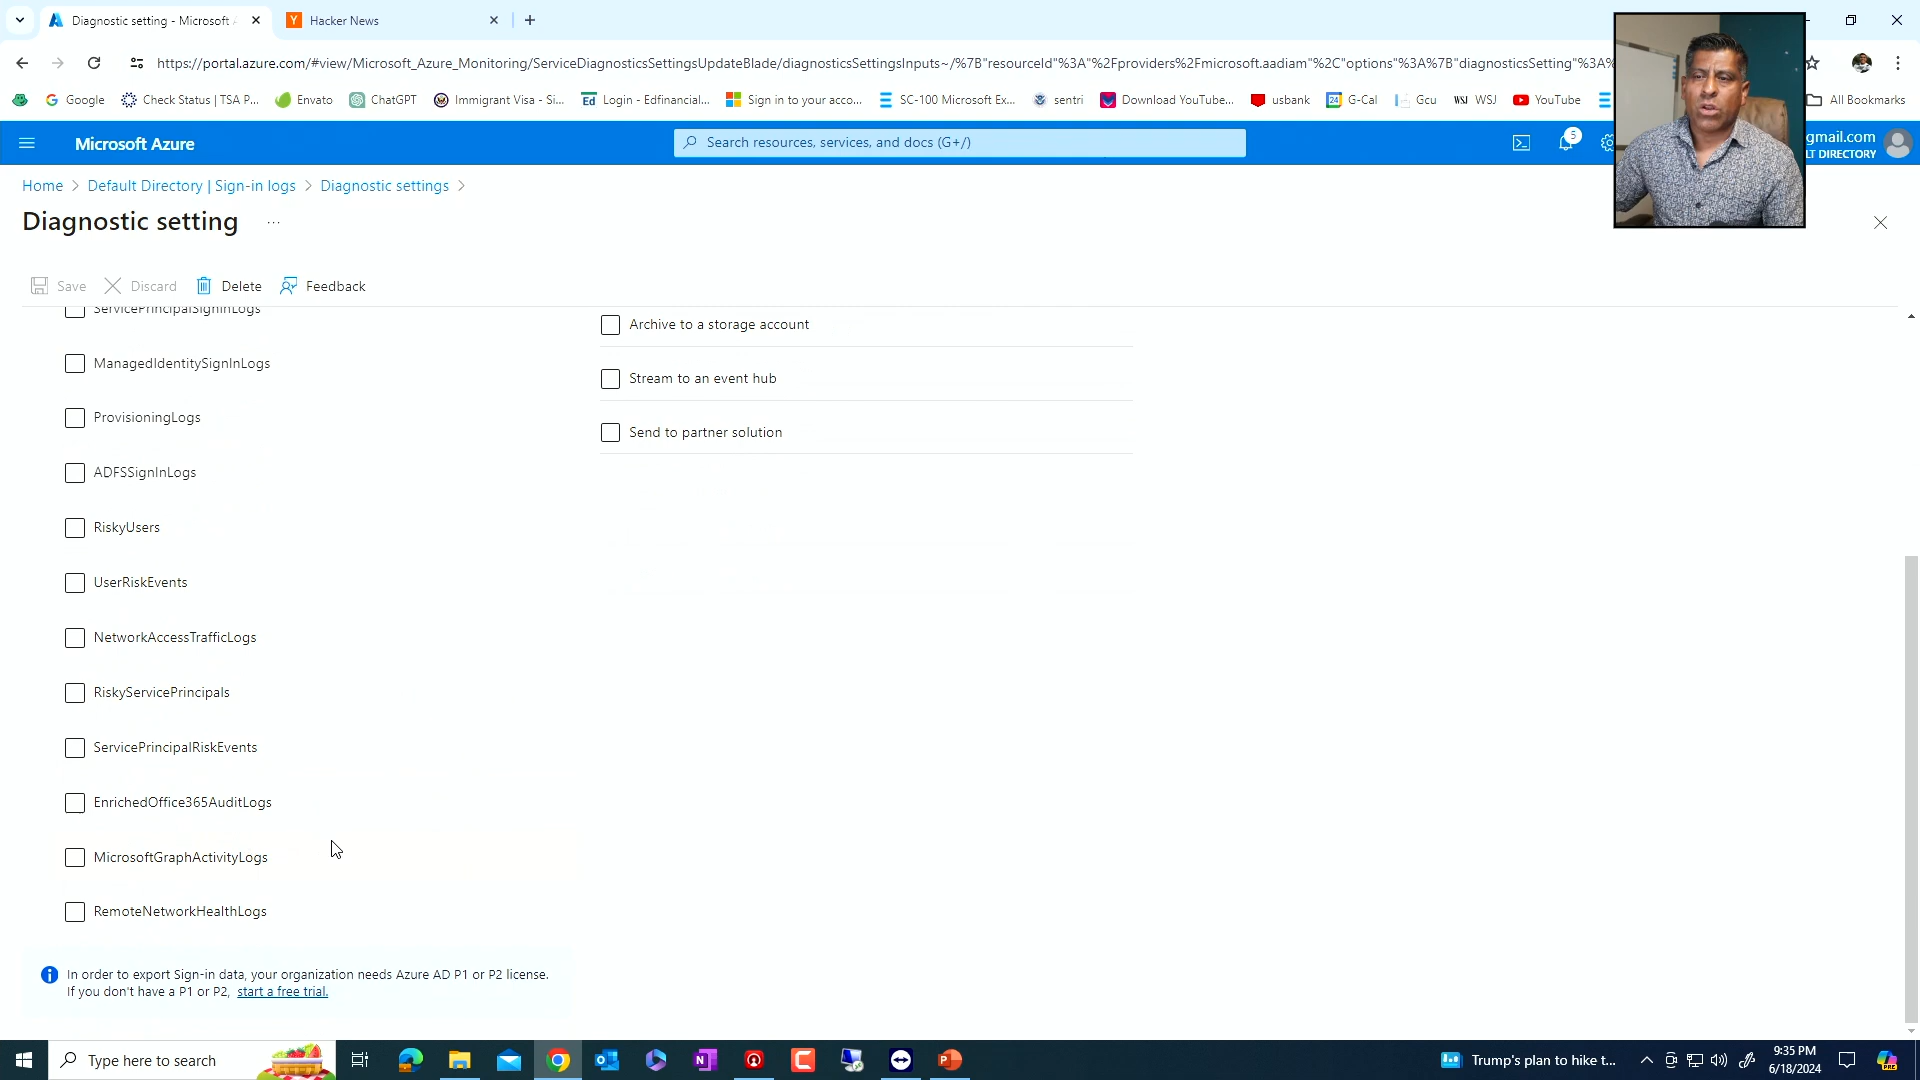 Diagnostic setting - Microsoft A
Hacker News
https://portal.azure.com/#view/Microsoft_Azure_Monitoring/ServiceDiagnosticsSettingsUpdateBlade/diagnosticsSettingsInputs~/%7B"resourceId"%3A"%2Fproviders%2Fmicrosoft.aadiam"%2C"options"%3A%7B"diagnosticSetting"%3A%
Google
Check Status | TSA P...
Envato
ChatGPT
Immigrant Visa - Si...
Ed Login - Edfinancial...
Sign in to your acco...
SC-100 Microsoft Ex...
sentri
Download YouTube...
usbank
G-Cal
Gcu
WSJ WSJ
YouTube
All Bookmarks
Microsoft Azure
Search resources, services, and docs (G+/)
5
gmail.com
LT DIRECTORY
Home > Default Directory | Sign-in logs > Diagnostic settings >
Diagnostic setting ...
Save
Discard
Delete
Feedback
ServicePrincipalSignInLogs
ManagedIdentitySignInLogs
ProvisioningLogs
ADFSSignInLogs
RiskyUsers
UserRiskEvents
NetworkAccessTrafficLogs
RiskyServicePrincipals
ServicePrincipalRiskEvents
EnrichedOffice365AuditLogs
MicrosoftGraphActivityLogs
RemoteNetworkHealthLogs
Archive to a storage account
Stream to an event hub
Send to partner solution
In order to export Sign-in data, your organization needs Azure AD P1 or P2 license.
If you don't have a P1 or P2, start a free trial.
Type here to search
Trump's plan to hike t...
9:35 PM
6/18/2024